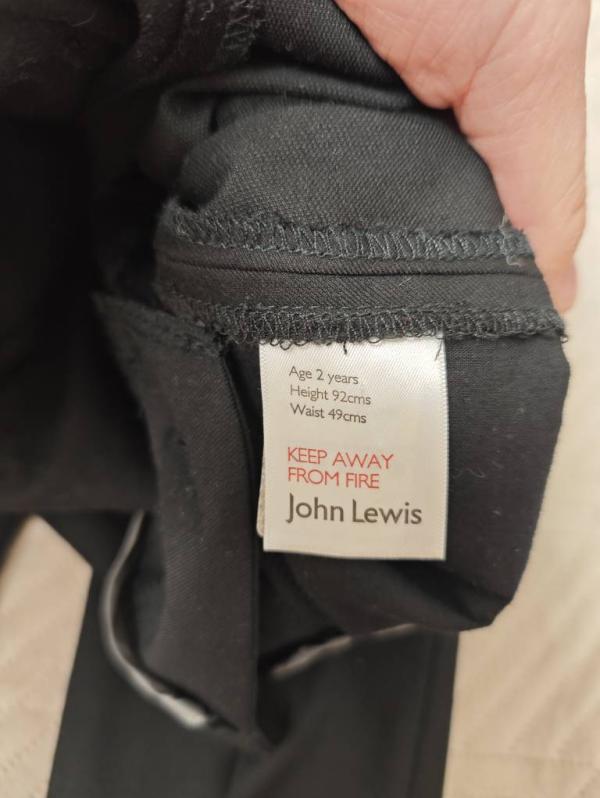 Age 2 years
Height 92cms
Waist 49cms
KEEP AWAY
FROM FIRE
John Lewis